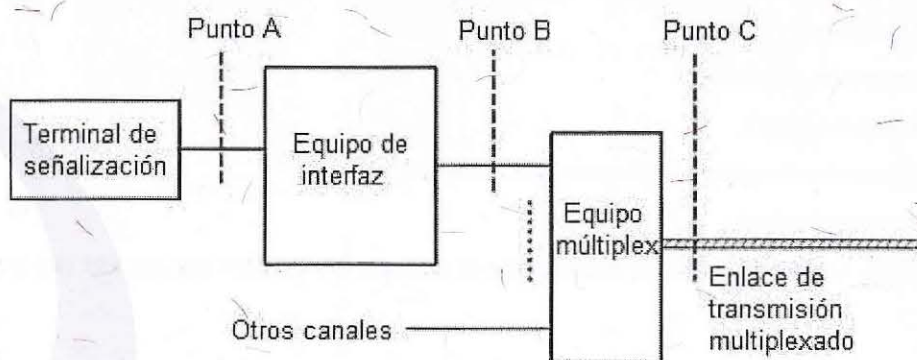 Punto A
Punto B
Punto C
Terminal de
señalización
Equipo de
interfaz
Equipo
múltiplex
Enlace de
transmisión
multiplexado
Otros canales